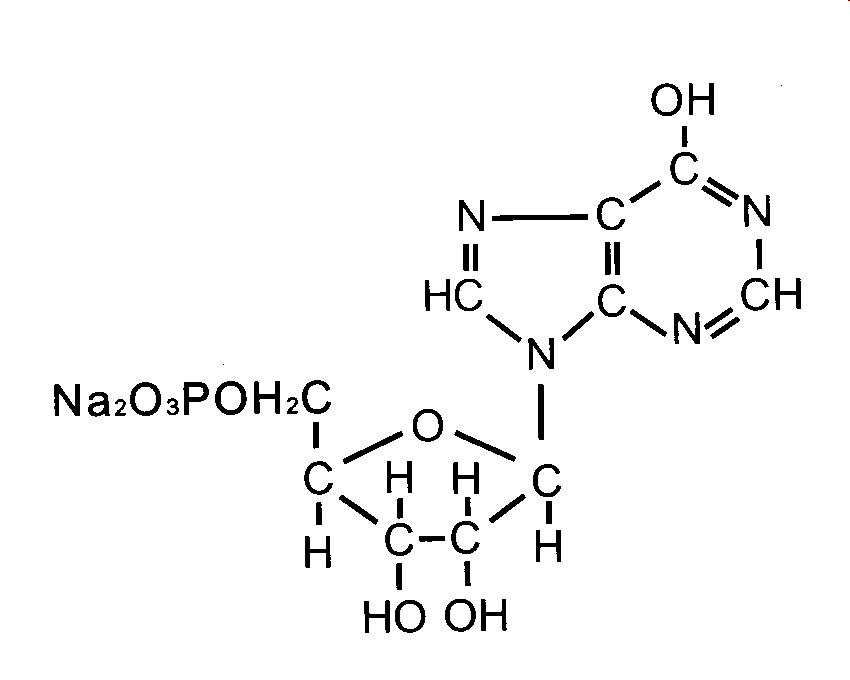 OH
C
N C N
HC C CH
N N
Na₂O₃POH₂C O
C H H C
H C C H
HO OH